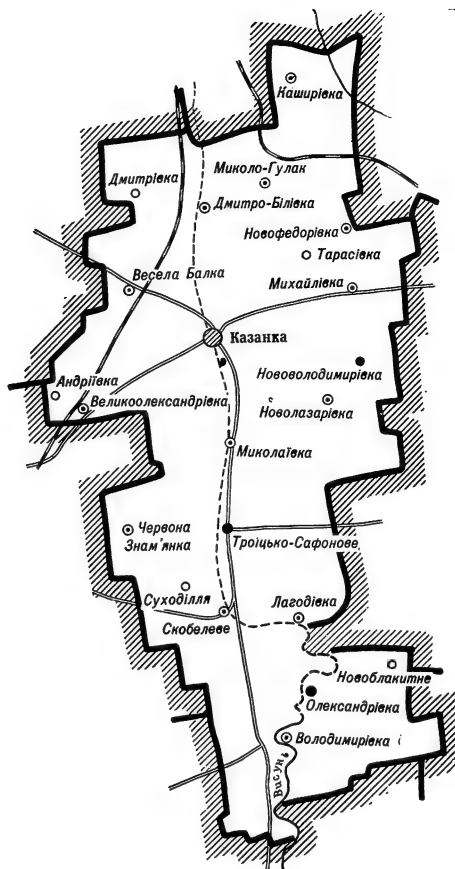 Каширівка
Миколо-Гулак
Дмитрівка
Дмитро-Білівка
Новофедорівка
Тарасівка
Весела Балка
Михайлівка
Казанка
Андріївка
Нововолодимирівка
Великоолександрівка
Новолазарівка
Миколаївка
Червона
Знам'янка
Троїцько-Сафонове
Суходілля
Лагодівка
Скобелеве
Новоблакитне
Олександрівка
Володимирівка
Висунь